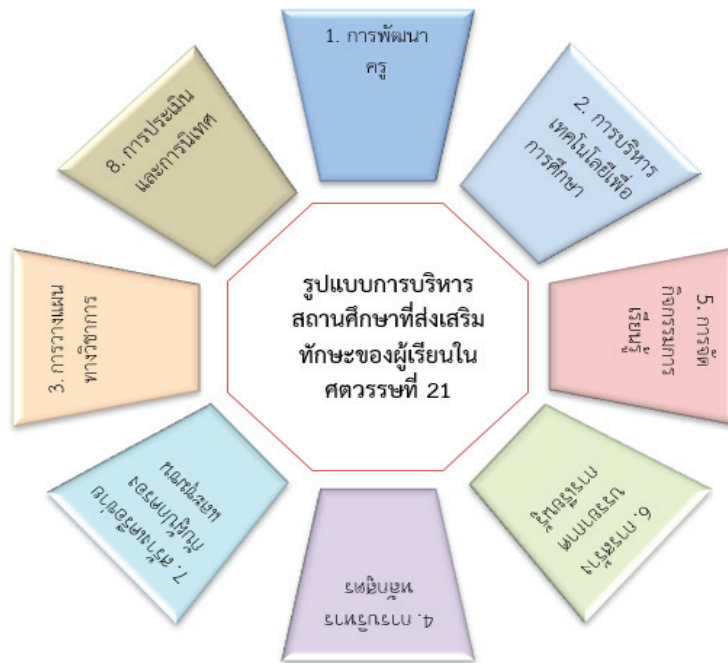 1. การพัฒนา
ครู
2. การบริหาร
เทคโนโลยีเพื่อ
การศึกษา
5. การจัด
กิจกรรมการ
เรียนรู้
6. การสร้าง
บรรยากาศ
การเรียนรู้
4. การบริหาร
หลักสูตร
7. สร้างเครือข่าย
กับผู้ปกครอง
และชุมชน
3. การวางแผน
ทางวิชาการ
8. การประเมิน
และการนิเทศ
รูปแบบการบริหาร
สถานศึกษาที่ส่งเสริม
ทักษะของผู้เรียนใน
ศตวรรษที่ 21